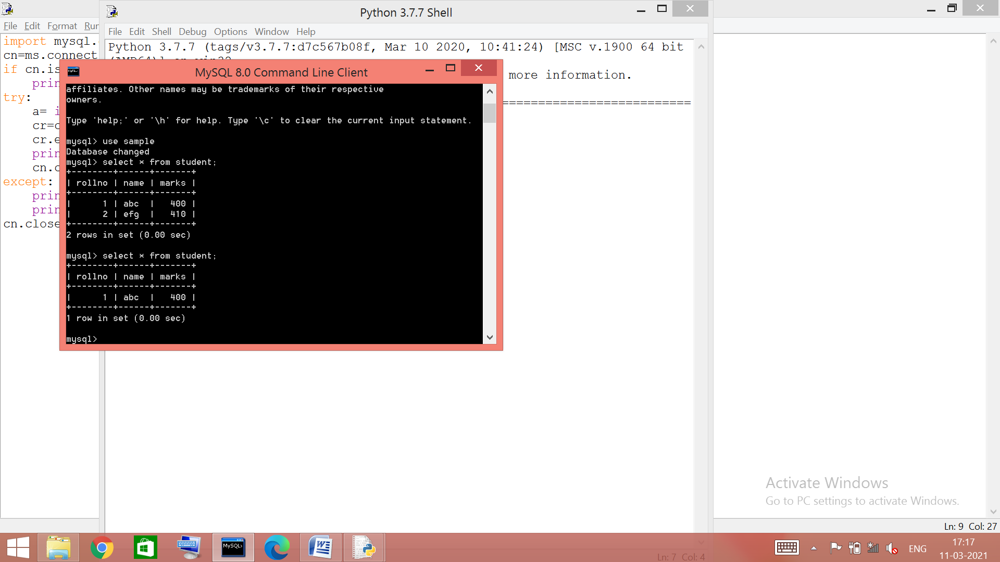 Python 3.7.7 Shell
File Edit Format Run
File Edit Shell Debug Options Window Help
import mysql.
cn=ms.connect
if cn.is
prin
try:
a= i
cr=c
cr.e
prin
cn.c
except:
prin
prin
cn.close
Python 3.7.7 (tags/v3.7.7:d7c567b08f, Mar 10 2020, 10:41:24) [MSC v.1900 64 bit
more information.
===========================
MySQL 8.0 Command Line Client
affiliates. Other names may be trademarks of their respective
owners.
Type 'help;' or '\h' for help. Type '\c' to clear the current input statement.
mysql> use sample
Database changed
mysql> select * from student;
+--------+------+-------+
| rollno | name | marks |
+--------+------+-------+
|      1 | abc  |   400 |
|      2 | efg  |   410 |
+--------+------+-------+
2 rows in set (0.00 sec)
mysql> select * from student;
+--------+------+-------+
| rollno | name | marks |
+--------+------+-------+
|      1 | abc  |   400 |
+--------+------+-------+
1 row in set (0.00 sec)
mysql>
Activate Windows
Go to PC settings to activate Windows.
Ln: 9 Col: 27
Ln: 7 Col: 4
MySQL>
ENG
17:17
11-03-2021